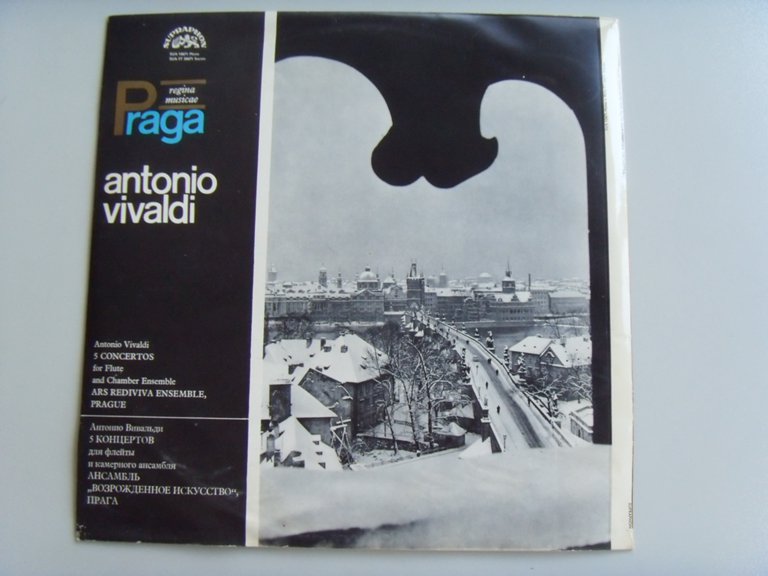 SUPRAPHON
regina
musicae
Praga
antonio
vivaldi
Antonio Vivaldi
5 CONCERTOS
for Flute
and Chamber Ensemble
ARS REDIVIVA ENSEMBLE,
PRAGUE
Антонио Вивальди
5 КОНЦЕРТОВ
для флейты
и камерного ансамбля
АНСАМБЛЬ
„ВОЗРОЖДЕННОЕ ИСКУССТВО“,
ПРАГА